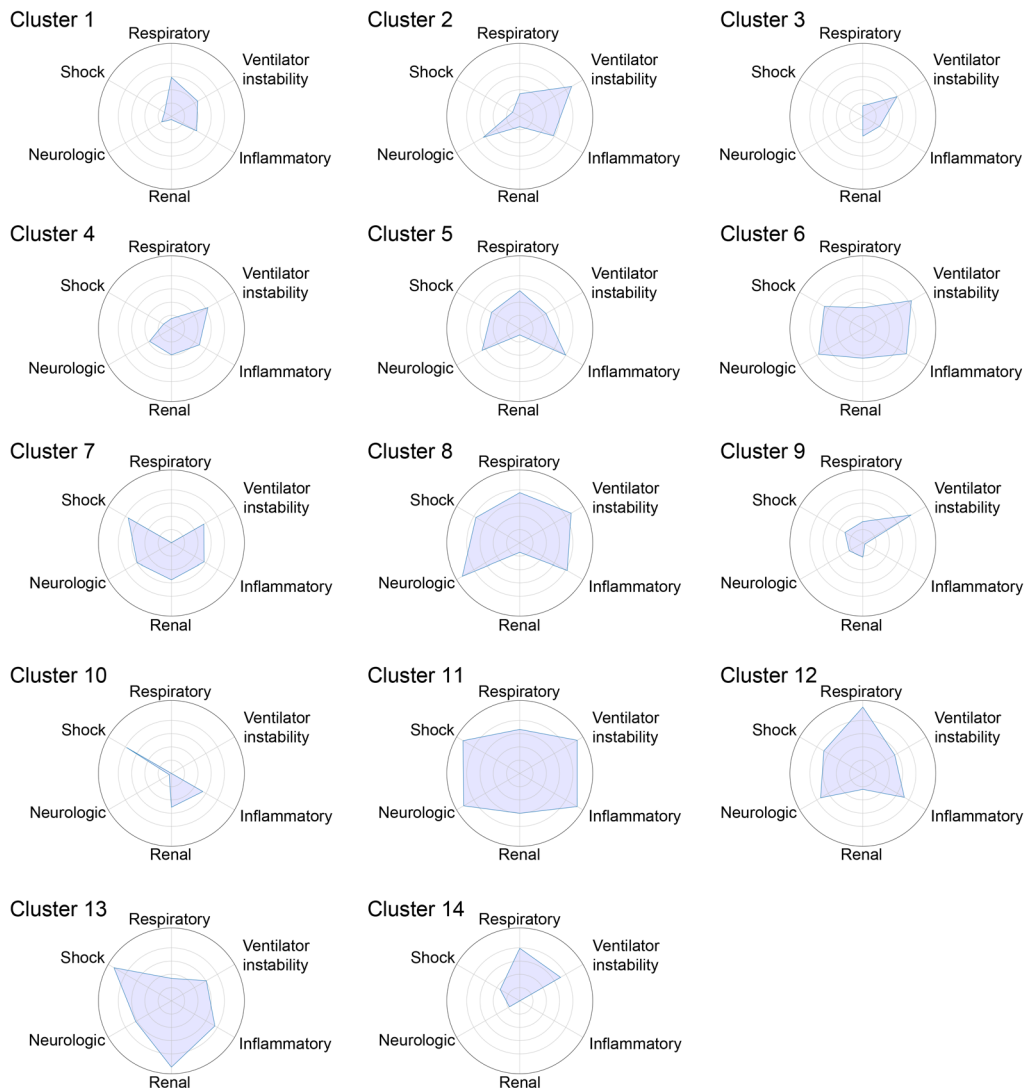 Cluster 1
Respiratory
Ventilator
instability
Shock
Neurologic
Inflammatory
Renal
Cluster 2
Respiratory
Ventilator
instability
Shock
Neurologic
Inflammatory
Renal
Cluster 3
Respiratory
Ventilator
instability
Shock
Neurologic
Inflammatory
Renal
Cluster 4
Respiratory
Ventilator
instability
Shock
Neurologic
Inflammatory
Renal
Cluster 5
Respiratory
Ventilator
instability
Shock
Neurologic
Inflammatory
Renal
Cluster 6
Respiratory
Ventilator
instability
Shock
Neurologic
Inflammatory
Renal
Cluster 7
Respiratory
Ventilator
instability
Shock
Neurologic
Inflammatory
Renal
Cluster 8
Respiratory
Ventilator
instability
Shock
Neurologic
Inflammatory
Renal
Cluster 9
Respiratory
Ventilator
instability
Shock
Neurologic
Inflammatory
Renal
Cluster 10
Respiratory
Ventilator
instability
Shock
Neurologic
Inflammatory
Renal
Cluster 11
Respiratory
Ventilator
instability
Shock
Neurologic
Inflammatory
Renal
Cluster 12
Respiratory
Ventilator
instability
Shock
Neurologic
Inflammatory
Renal
Cluster 13
Respiratory
Ventilator
instability
Shock
Neurologic
Inflammatory
Renal
Cluster 14
Respiratory
Ventilator
instability
Shock
Neurologic
Inflammatory
Renal